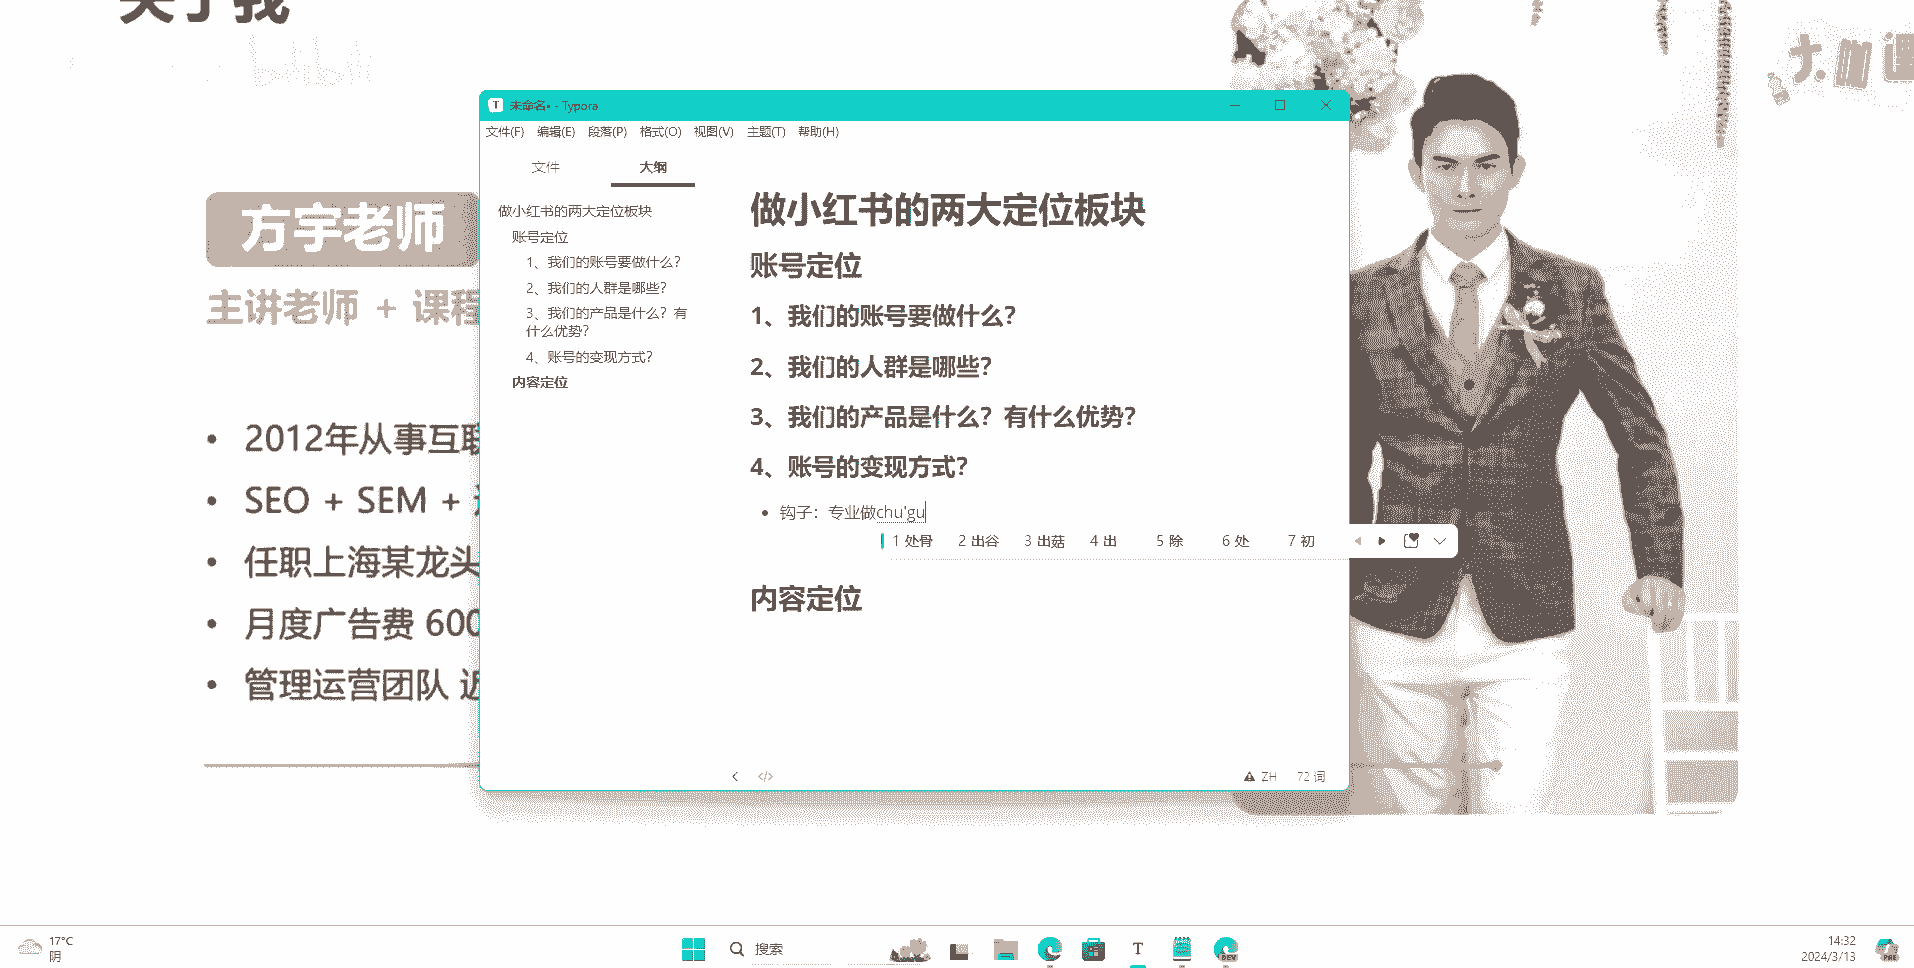 关于我
bilibili
大咖课
方宇老师
主讲老师 + 课程
• 2012年从事互联
• SEO + SEM +
• 任职上海某龙头
• 月度广告费 600
• 管理运营团队 近
未命名• - Typora
文件(F) 编辑(E) 段落(P) 格式(O) 视图(V) 主题(T) 帮助(H)
文件 大纲
做小红书的两大定位板块
账号定位
1、我们的账号要做什么?
2、我们的人群是哪些?
3、我们的产品是什么？有
什么优势?
4、账号的变现方式?
内容定位
做小红书的两大定位板块
账号定位
1、我们的账号要做什么?
2、我们的人群是哪些?
3、我们的产品是什么？有什么优势?
4、账号的变现方式?
• 钩子：专业做chu'gu
1 处骨 2 出谷 3 出菇 4 出 5 除 6 处 7 初
内容定位
ZH 72 词
17°C
阴
搜索
T
DEV
14:32
2024/3/13
PRE